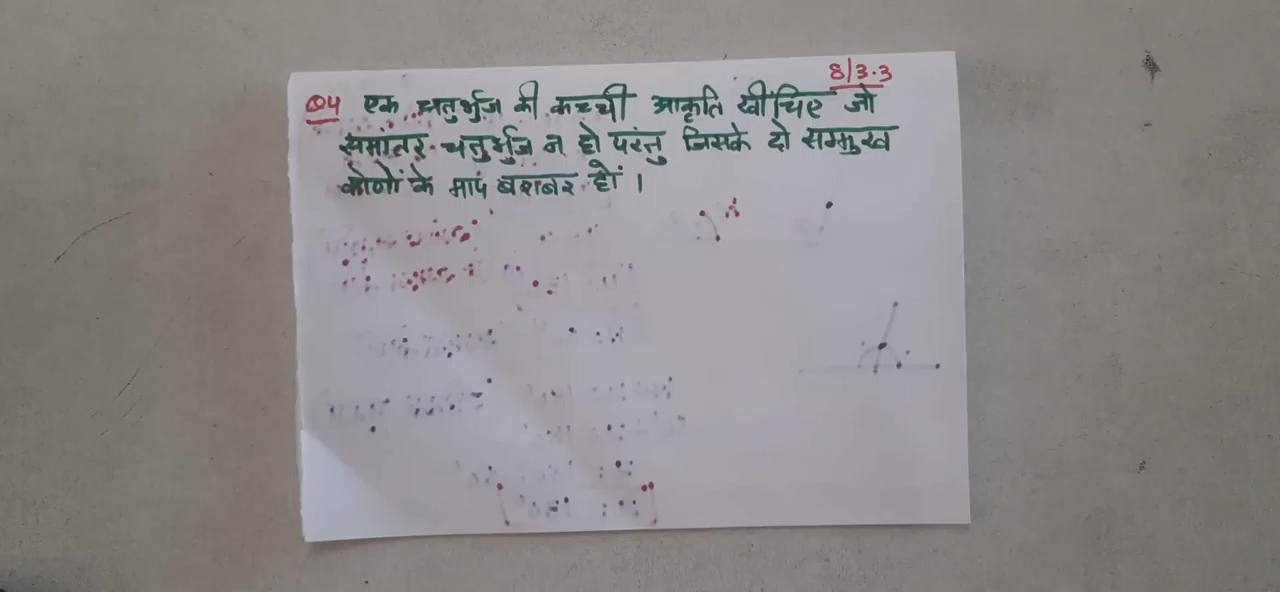 8/3.3
Q4 एक चतुर्भुज की कच्ची आकृति खींचिए जो
समांतर चतुर्भुज न हो परंतु जिसके दो सम्मुख
कोणों के माप बराबर हों ।